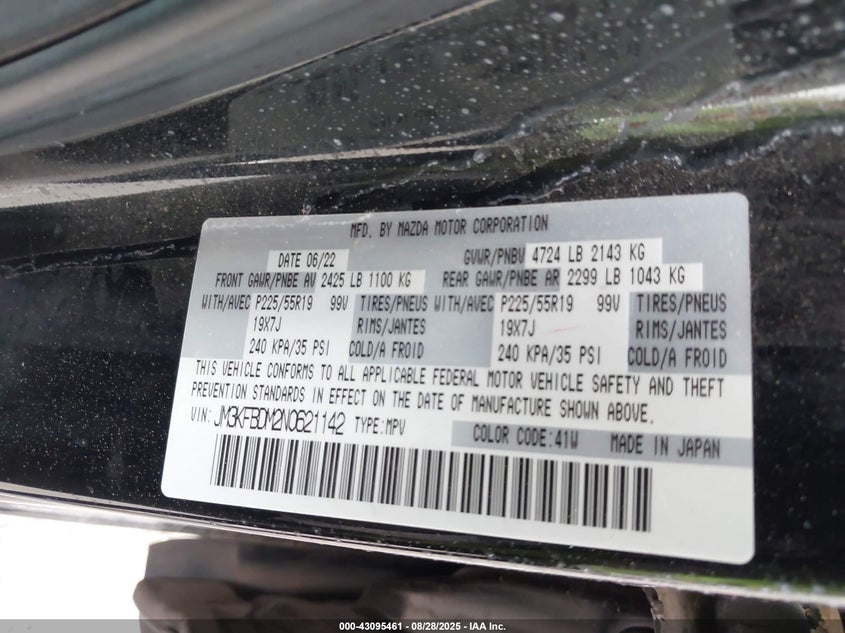 MFD. BY MAZDA MOTOR CORPORATION
DATE 06/22 GVWR/PNBV 4724 LB 2143 KG
FRONT GAWR/PNBE AV 2425 LB 1100 KG REAR GAWR/PNBE AR 2299 LB 1043 KG
WITH/AVEC P225/55R19 99V TIRES/PNEUS WITH/AVEC P225/55R19 99V TIRES/PNEUS
19X7J RIMS/JANTES 19X7J RIMS/JANTES
240 KPA/35 PSI COLD/A FROID 240 KPA/35 PSI COLD/A FROID
THIS VEHICLE CONFORMS TO ALL APPLICABLE FEDERAL MOTOR VEHICLE SAFETY AND THEFT
PREVENTION STANDARDS IN EFFECT ON THE DATE OF MANUFACTURE SHOWN ABOVE.
VIN: JM3KFBDM2N0621142 TYPE:MPV
COLOR CODE:41W MADE IN JAPAN
000-43095461 - 08/28/2025 - IAA Inc.